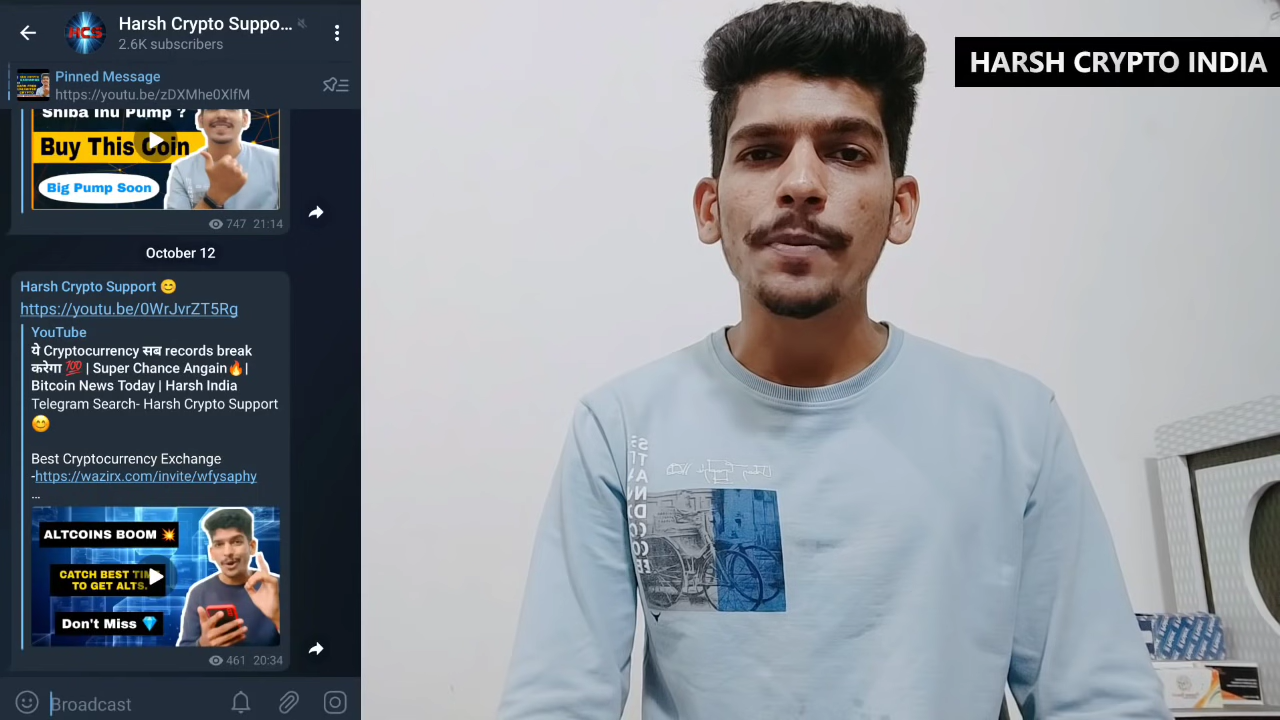 Harsh Crypto Suppo...
2.6K subscribers
HCS
Pinned Message
https://youtu.be/zDXMhe0XlfM
Shiba Inu Pump ?
Buy This Coin
Big Pump Soon
747 21:14
October 12
Harsh Crypto Support 😊
https://youtu.be/0WrJvrZT5Rg
YouTube
ये Cryptocurrency सब records break
करेगा 💯 | Super Chance Angain🔥|
Bitcoin News Today | Harsh India
Telegram Search- Harsh Crypto Support
😊
Best Cryptocurrency Exchange
-https://wazirx.com/invite/wfysaphy
...
ALTCOINS BOOM 💥
CATCH BEST TIM
TO GET ALTS.
Don't Miss 💎
461 20:34
Broadcast
HARSH CRYPTO INDIA